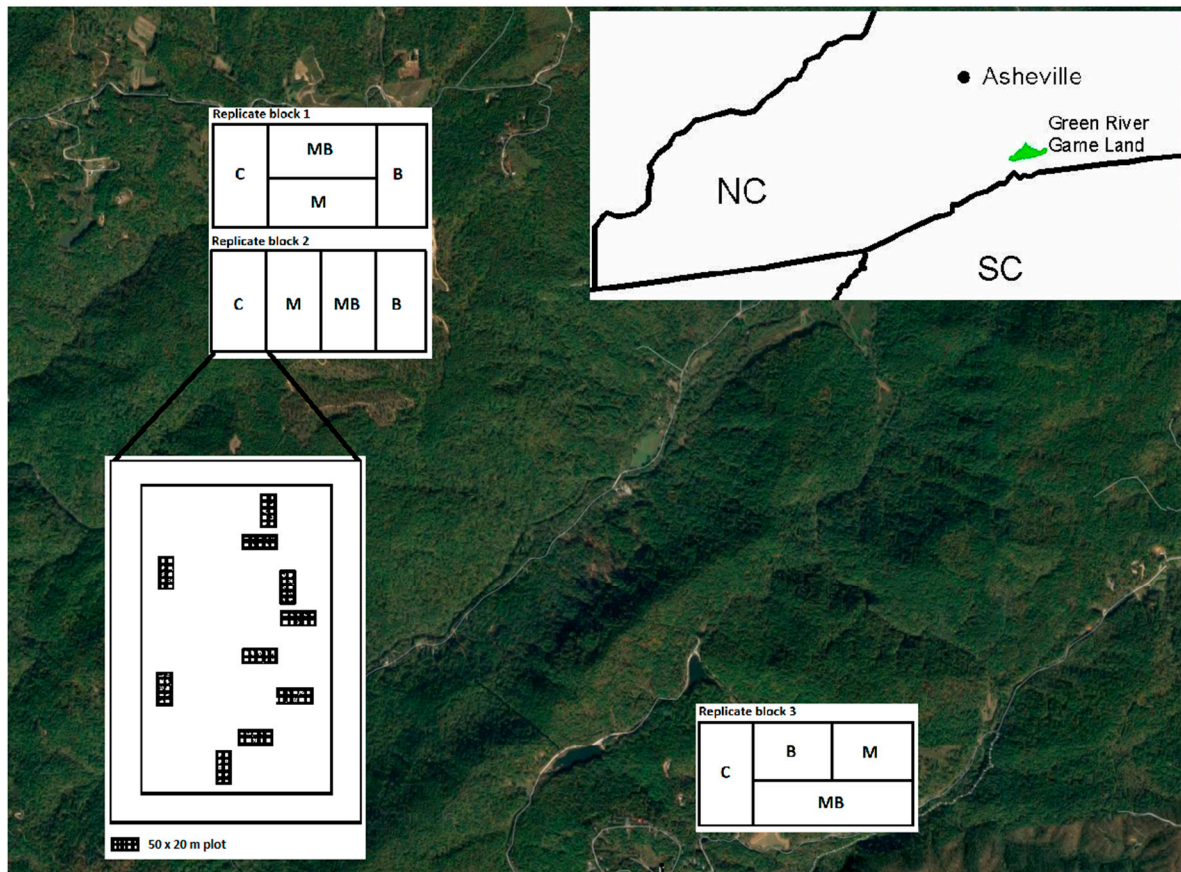 Asheville
Green River
Game Land
NC
SC
Replicate block 1
C
MB
B
M
Replicate block 2
C
M
MB
B
Replicate block 3
C
B
M
MB
50 x 20 m plot